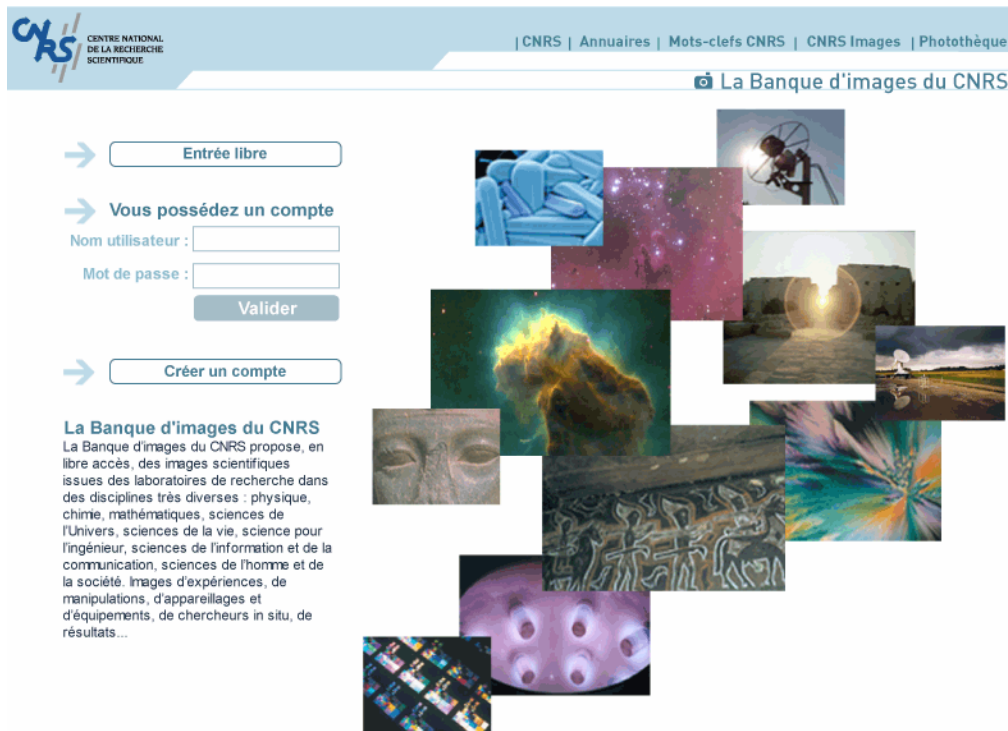 CNRS
CENTRE NATIONAL
DE LA RECHERCHE
SCIENTIFIQUE
| CNRS | Annuaires | Mots-clefs CNRS | CNRS Images | Photothèque
La Banque d'images du CNRS
Entrée libre
Vous possédez un compte
Nom utilisateur :
Mot de passe :
Valider
Créer un compte
La Banque d'images du CNRS
La Banque d'images du CNRS propose, en
libre accès, des images scientifiques
issues des laboratoires de recherche dans
des disciplines très diverses : physique,
chimie, mathématiques, sciences de
l'Univers, sciences de la vie, science pour
l'ingénieur, sciences de l'information et de la
communication, sciences de l'homme et de
la société. Images d'expériences, de
manipulations, d'appareillages et
d'équipements, de chercheurs in situ, de
résultats...